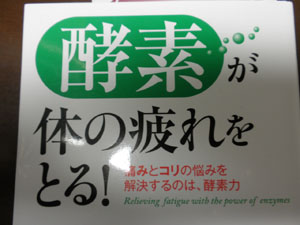 酵素が
体の疲れを
とる!
痛みとコリの悩みを
解決するのは、酵素力
Relieving fatigue with the power of enzymes